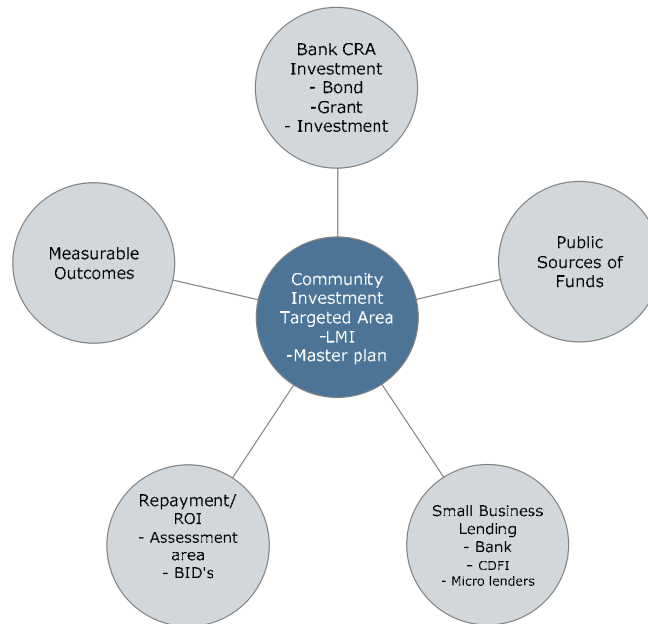 Bank CRA
Investment
- Bond
-Grant
- Investment
Measurable
Outcomes
Public
Sources of
Funds
Community
Investment
Targeted Area
-LMI
-Master plan
Repayment/
ROI
- Assessment
area
- BID's
Small Business
Lending
- Bank
- CDFI
- Micro lenders